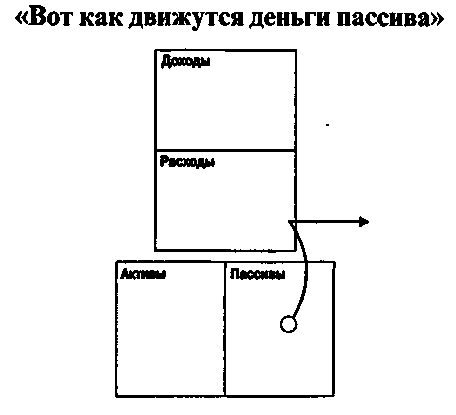 «Вот как движутся деньги пассива»
Доходы
Расходы
Активы
Пассивы